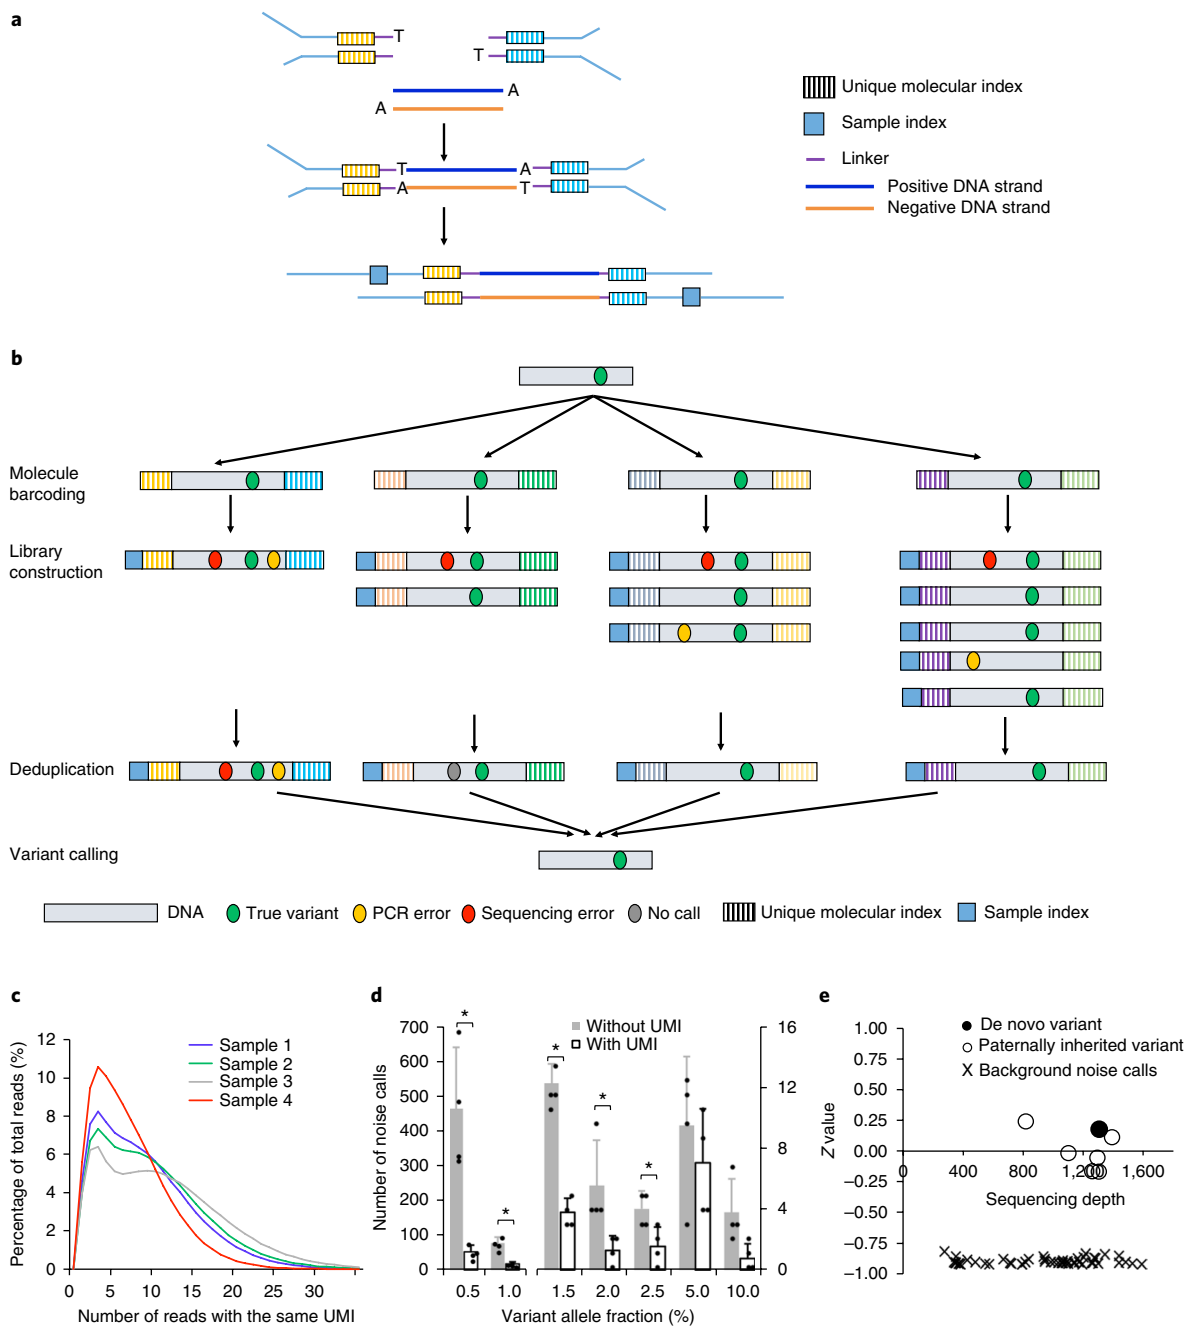 a
T
T
A
A
T
A
A
T
Unique molecular index
Sample index
Linker
Positive DNA strand
Negative DNA strand
b
Molecule
barcoding
Library
construction
Deduplication
Variant calling
DNA
True variant
PCR error
Sequencing error
No call
Unique molecular index
Sample index
c
Percentage of total reads (%)
12
10
8
6
4
2
0
0
5
10
15
20
25
30
Number of reads with the same UMI
Sample 1
Sample 2
Sample 3
Sample 4
d
Number of noise calls
700
600
500
400
300
200
100
0
*
*
*
*
*
Without UMI
With UMI
16
12
8
4
0
0.5
1.0
1.5
2.0
2.5
5.0
10.0
Variant allele fraction (%)
e
De novo variant
Paternally inherited variant
Background noise calls
Z value
1.00
0.75
0.50
0.25
0.00
–0.25
–0.50
–0.75
–1.00
0
400
800
1,200
1,600
Sequencing depth